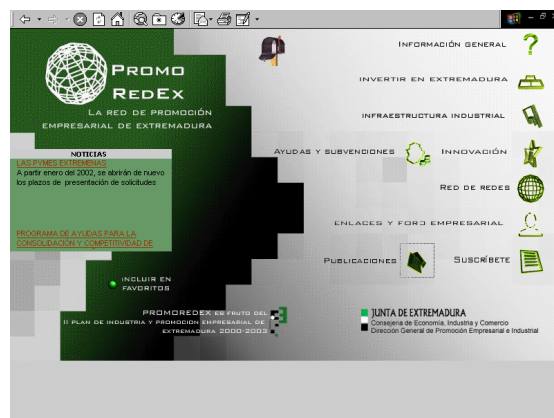 PROMO
REDEX
LA RED DE PROMOCIÓN
EMPRESARIAL DE EXTREMADURA
NOTICIAS
LAS PYMES EXTREMEÑAS
A partir enero del 2002, se abrirán de nuevo
los plazos de presentación de solicitudes
PROGRAMA DE AYUDAS PARA LA
CONSOLIDACIÓN Y COMPETITIVIDAD DE
INCLUIR EN
FAVORITOS
PROMOREDEX ES FRUTO DEL
II PLAN DE INDUSTRIA Y PROMOCION EMPRESARIAL DE
EXTREMADURA 2000-2003
INFORMACIÓN GENERAL
INVERTIR EN EXTREMADURA
INFRAESTRUCTURA INDUSTRIAL
AYUDAS Y SUBVENCIONES
INNOVACIÓN
RED DE REDES
ENLACES Y FORO EMPRESARIAL
PUBLICACIONES
SUSCRÍBETE
JUNTA DE EXTREMADURA
Consejería de Economía, Industria y Comercio
Dirección General de Promoción Empresarial e Industrial